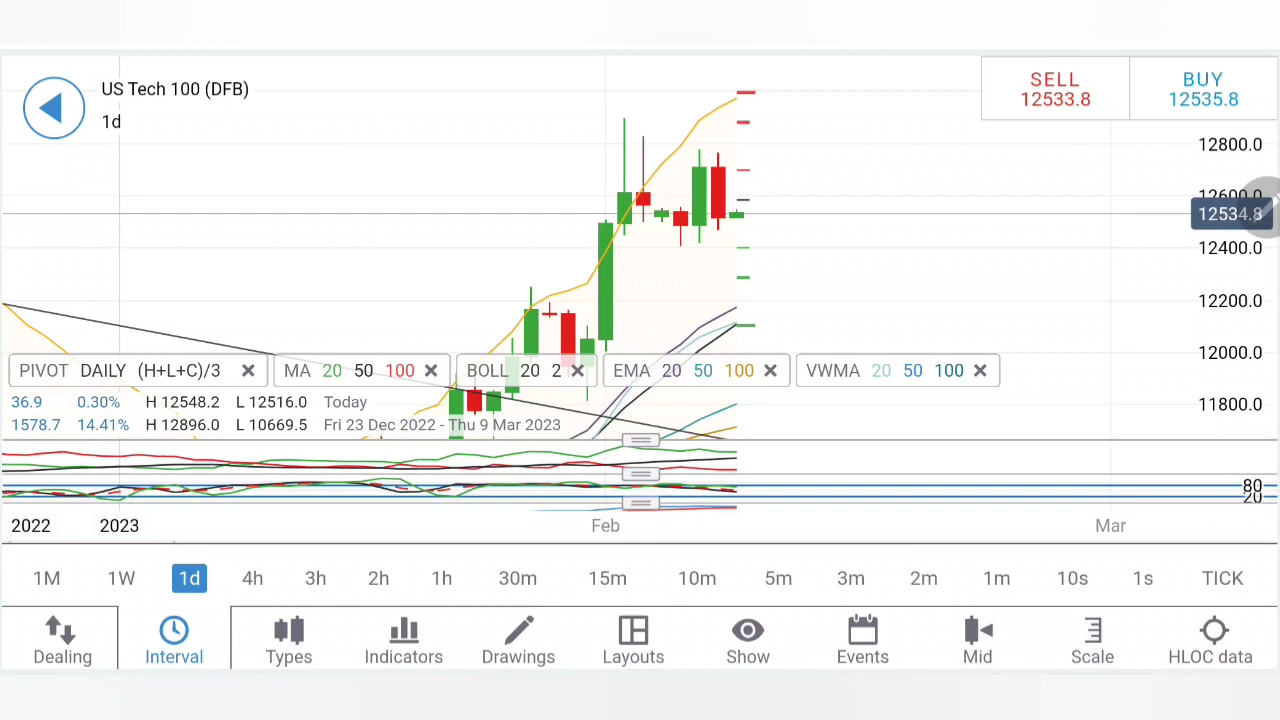 US Tech 100 (DFB)
1d
SELL
12533.8
BUY
12535.8
12800.0
12600.0
12534.8
12400.0
12200.0
12000.0
11800.0
PIVOT DAILY (H+L+C)/3
MA 20 50 100
BOLL 20 2
EMA 20 50 100
VWMA 20 50 100
36.9 0.30% H 12548.2 L 12516.0 Today
1578.7 14.41% H 12896.0 L 10669.5 Fri 23 Dec 2022 - Thu 9 Mar 2023
80
20
2022 2023 Feb Mar
1M 1W 1d 4h 3h 2h 1h 30m 15m 10m 5m 3m 2m 1m 10s 1s TICK
Dealing Interval Types Indicators Drawings Layouts Show Events Mid Scale HLOC data